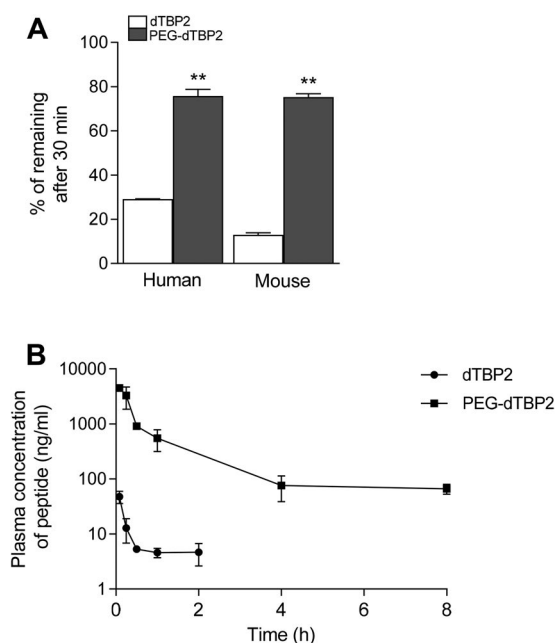 A
dTBP2
PEG-dTBP2
% of remaining
after 30 min
100
80
60
40
20
0
** **
Human Mouse
B
Plasma concentration
of peptide (ng/ml)
10000
1000
100
10
1
0 2 4 6 8
Time (h)
dTBP2
PEG-dTBP2